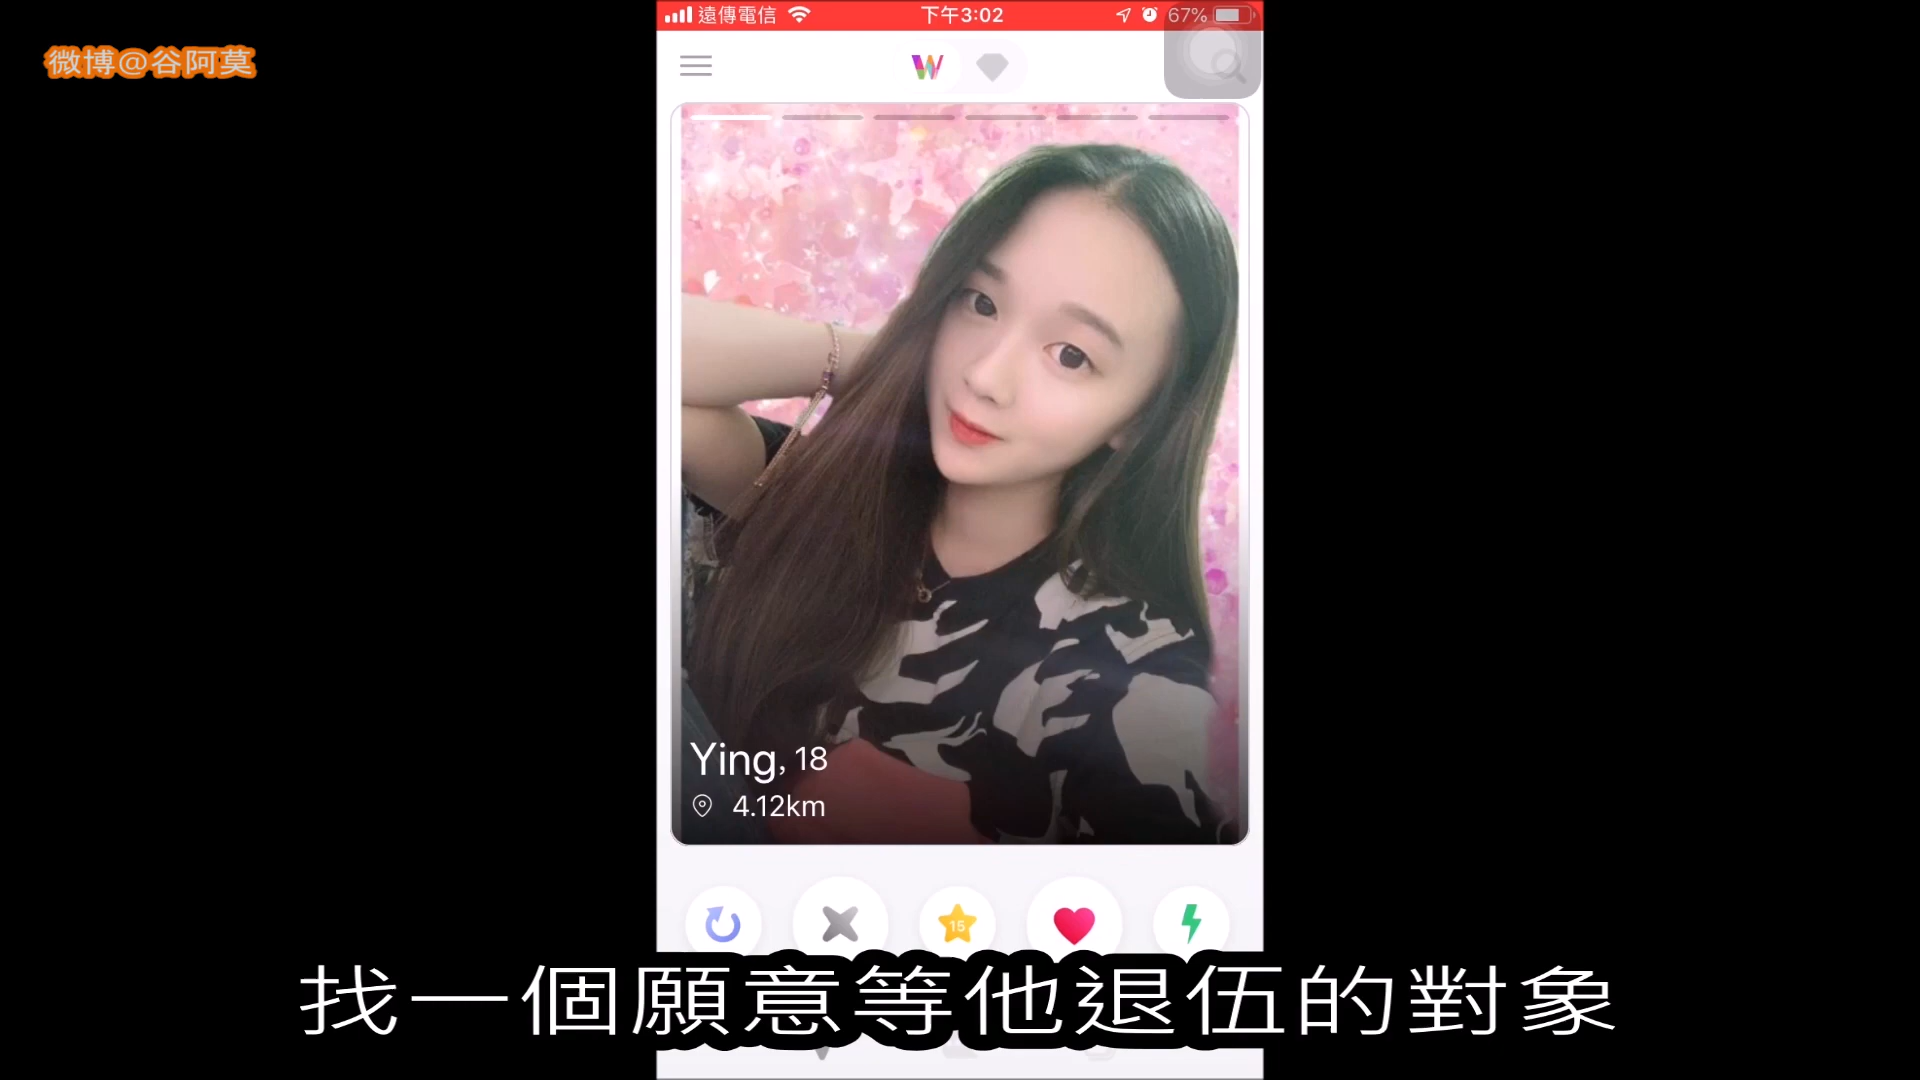 遠傳電信 下午3:02 67%
微博@谷阿莫
W
Ying, 18
4.12km
15
找一個願意等他退伍的對象